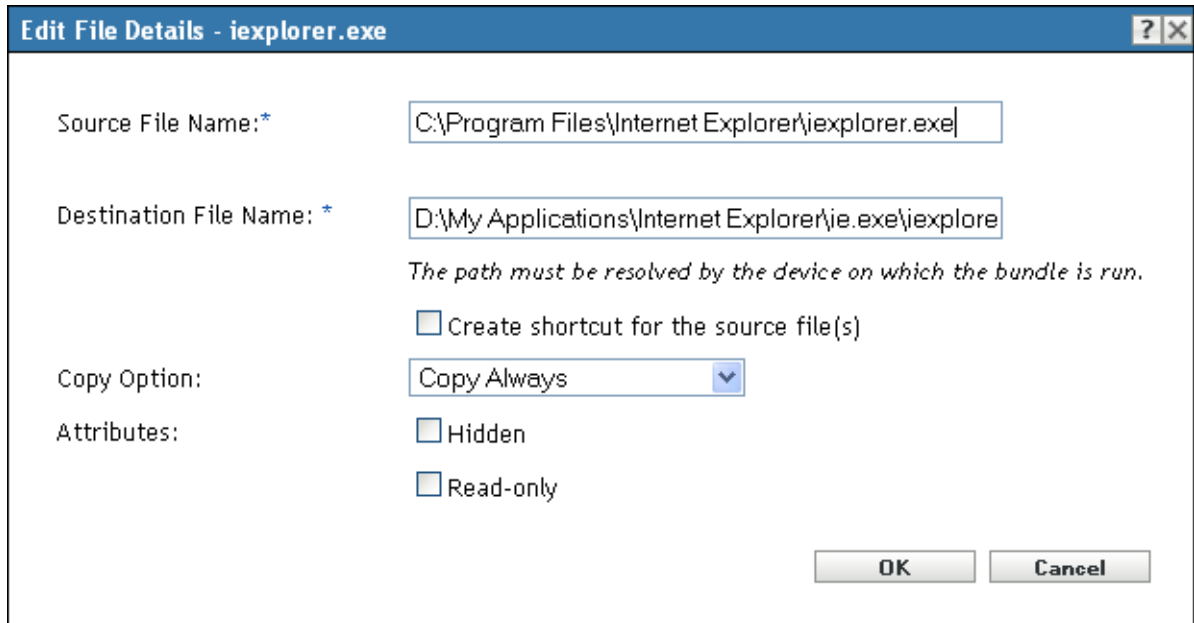 Edit File Details - iexplorer.exe
Source File Name:* C:\Program Files\Internet Explorer\iexplorer.exe
Destination File Name: * D:\My Applications\Internet Explorer\ie.exe\iexplore
The path must be resolved by the device on which the bundle is run.
Create shortcut for the source file(s)
Copy Option: Copy Always
Attributes: Hidden
Read-only
OK Cancel